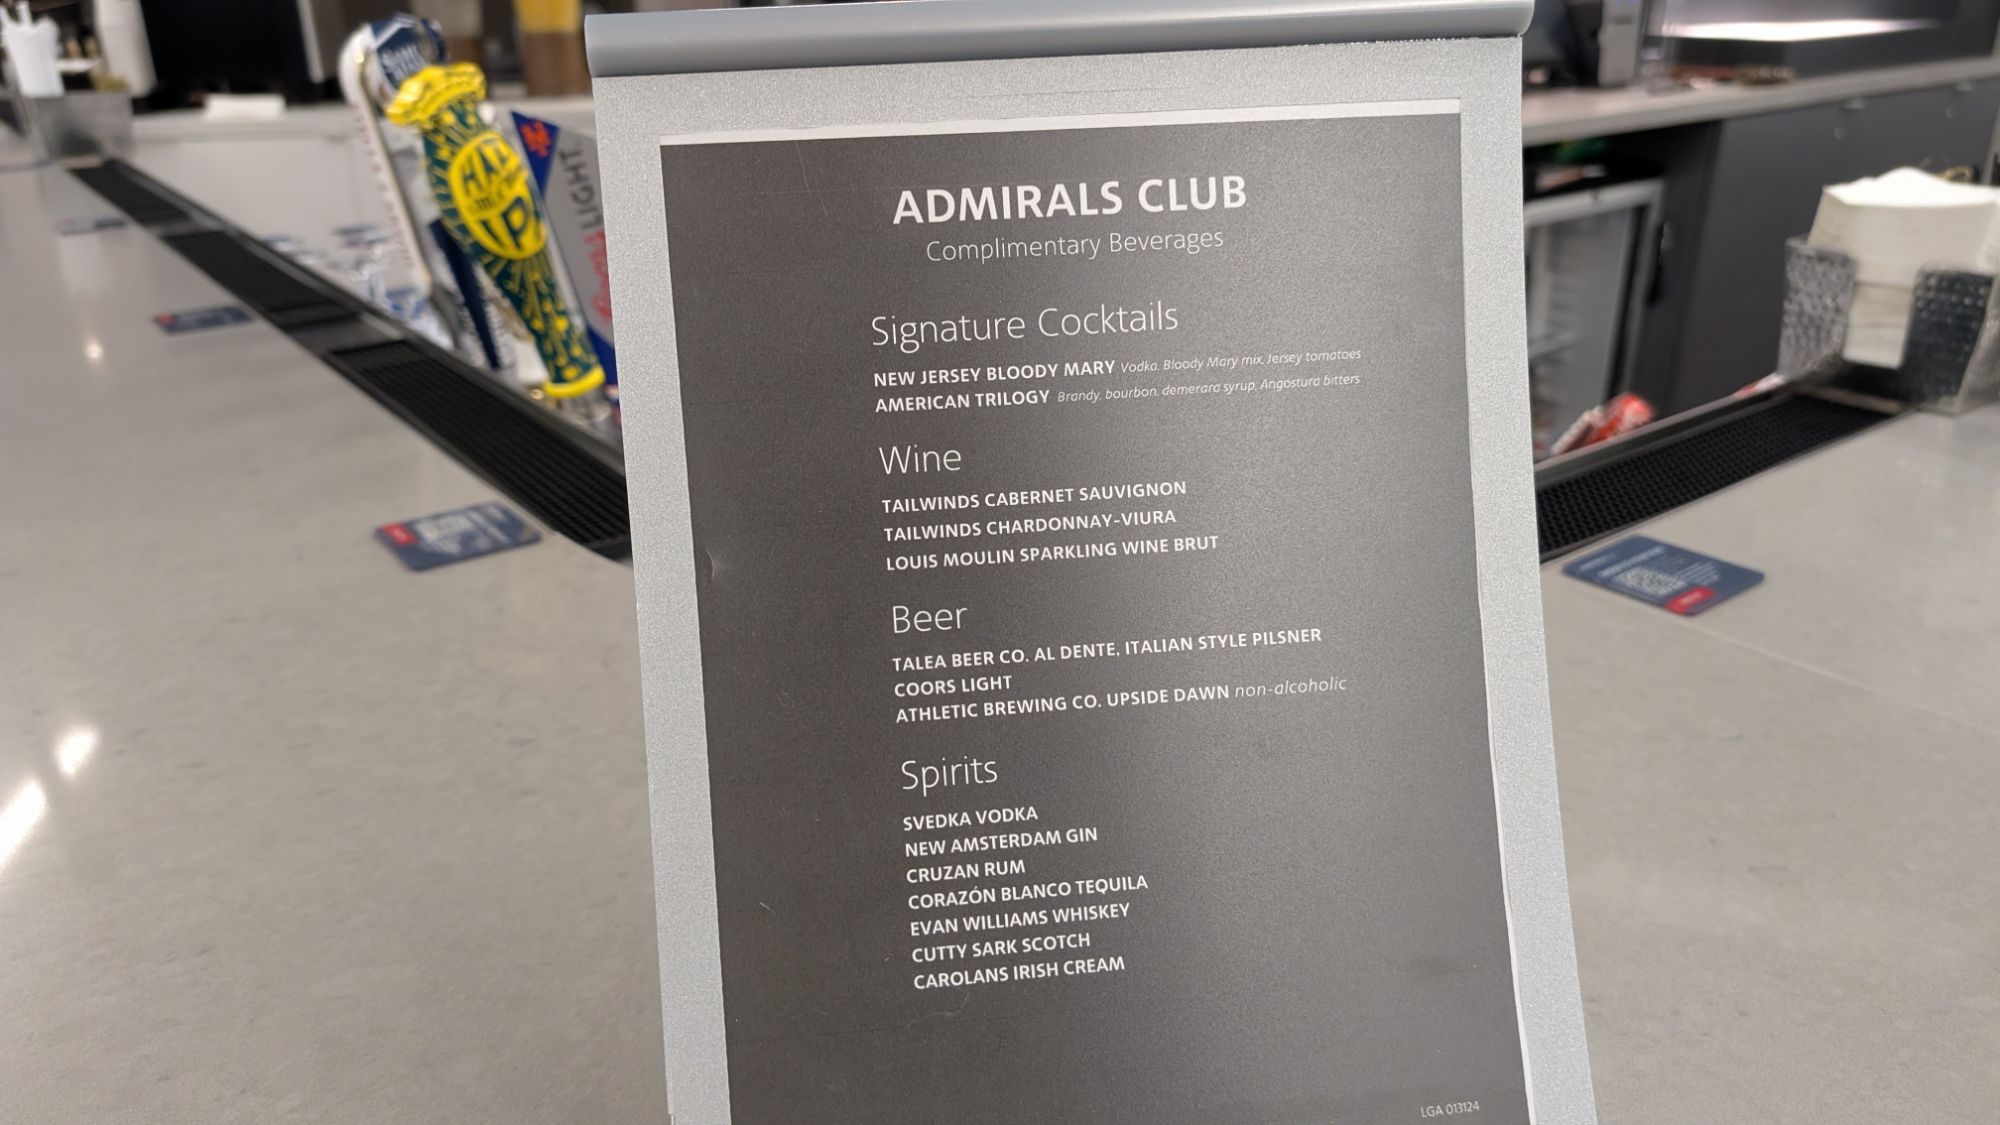 ADMIRALS CLUB
Complimentary Beverages
Signature Cocktails
NEW JERSEY BLOODY MARY Vodka, Bloody Mary mix, Jersey tomatoes
AMERICAN TRILOGY Brandy, bourbon, demerara syrup, Angostura bitters
Wine
TAILWINDS CABERNET SAUVIGNON
TAILWINDS CHARDONNAY-VIURA
LOUIS MOULIN SPARKLING WINE BRUT
Beer
TALEA BEER CO. AL DENTE, ITALIAN STYLE PILSNER
COORS LIGHT
ATHLETIC BREWING CO. UPSIDE DAWN non-alcoholic
Spirits
SVEDKA VODKA
NEW AMSTERDAM GIN
CRUZAN RUM
CORAZÓN BLANCO TEQUILA
EVAN WILLIAMS WHISKEY
CUTTY SARK SCOTCH
CAROLANS IRISH CREAM
LGA 013124
LIGHT